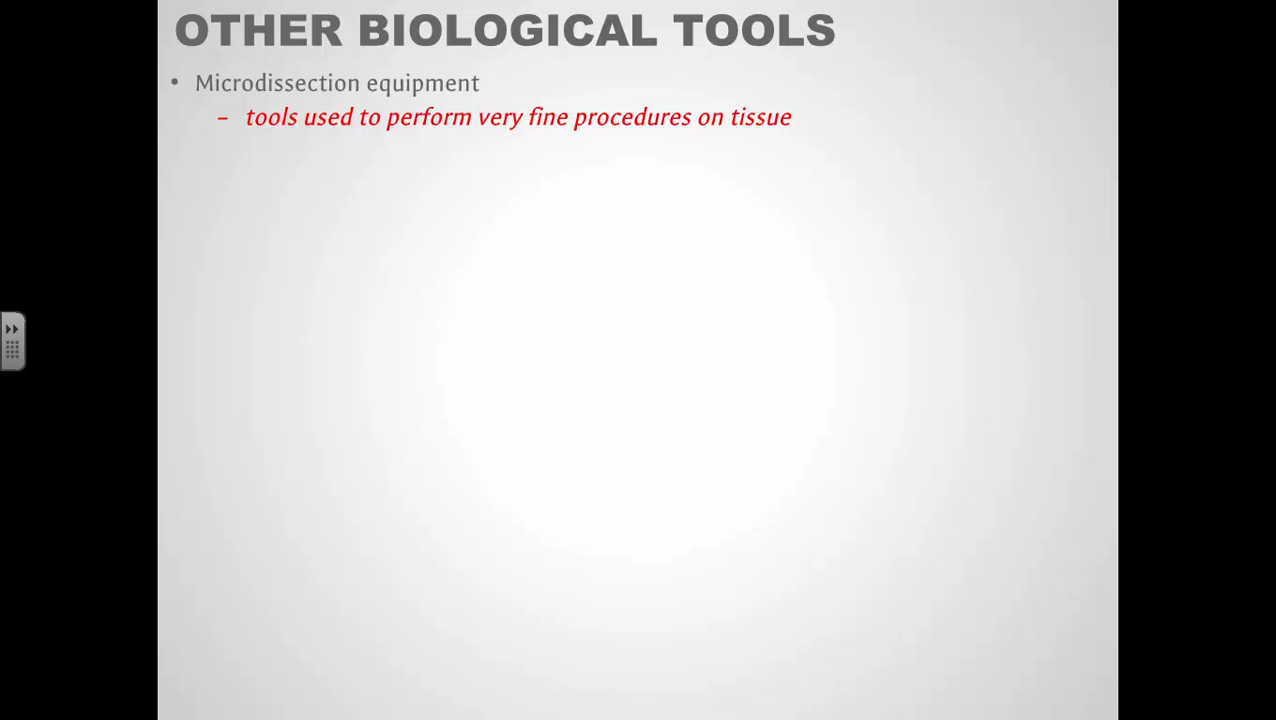 OTHER BIOLOGICAL TOOLS
• Microdissection equipment
– tools used to perform very fine procedures on tissue